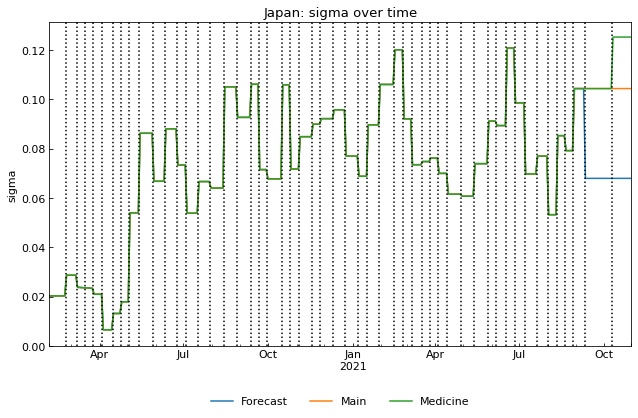 Japan: sigma over time
0.12
0.10
0.08
0.06
0.04
0.02
0.00
sigma
Apr Jul Oct Jan Apr Jul Oct
2021
Forecast Main Medicine